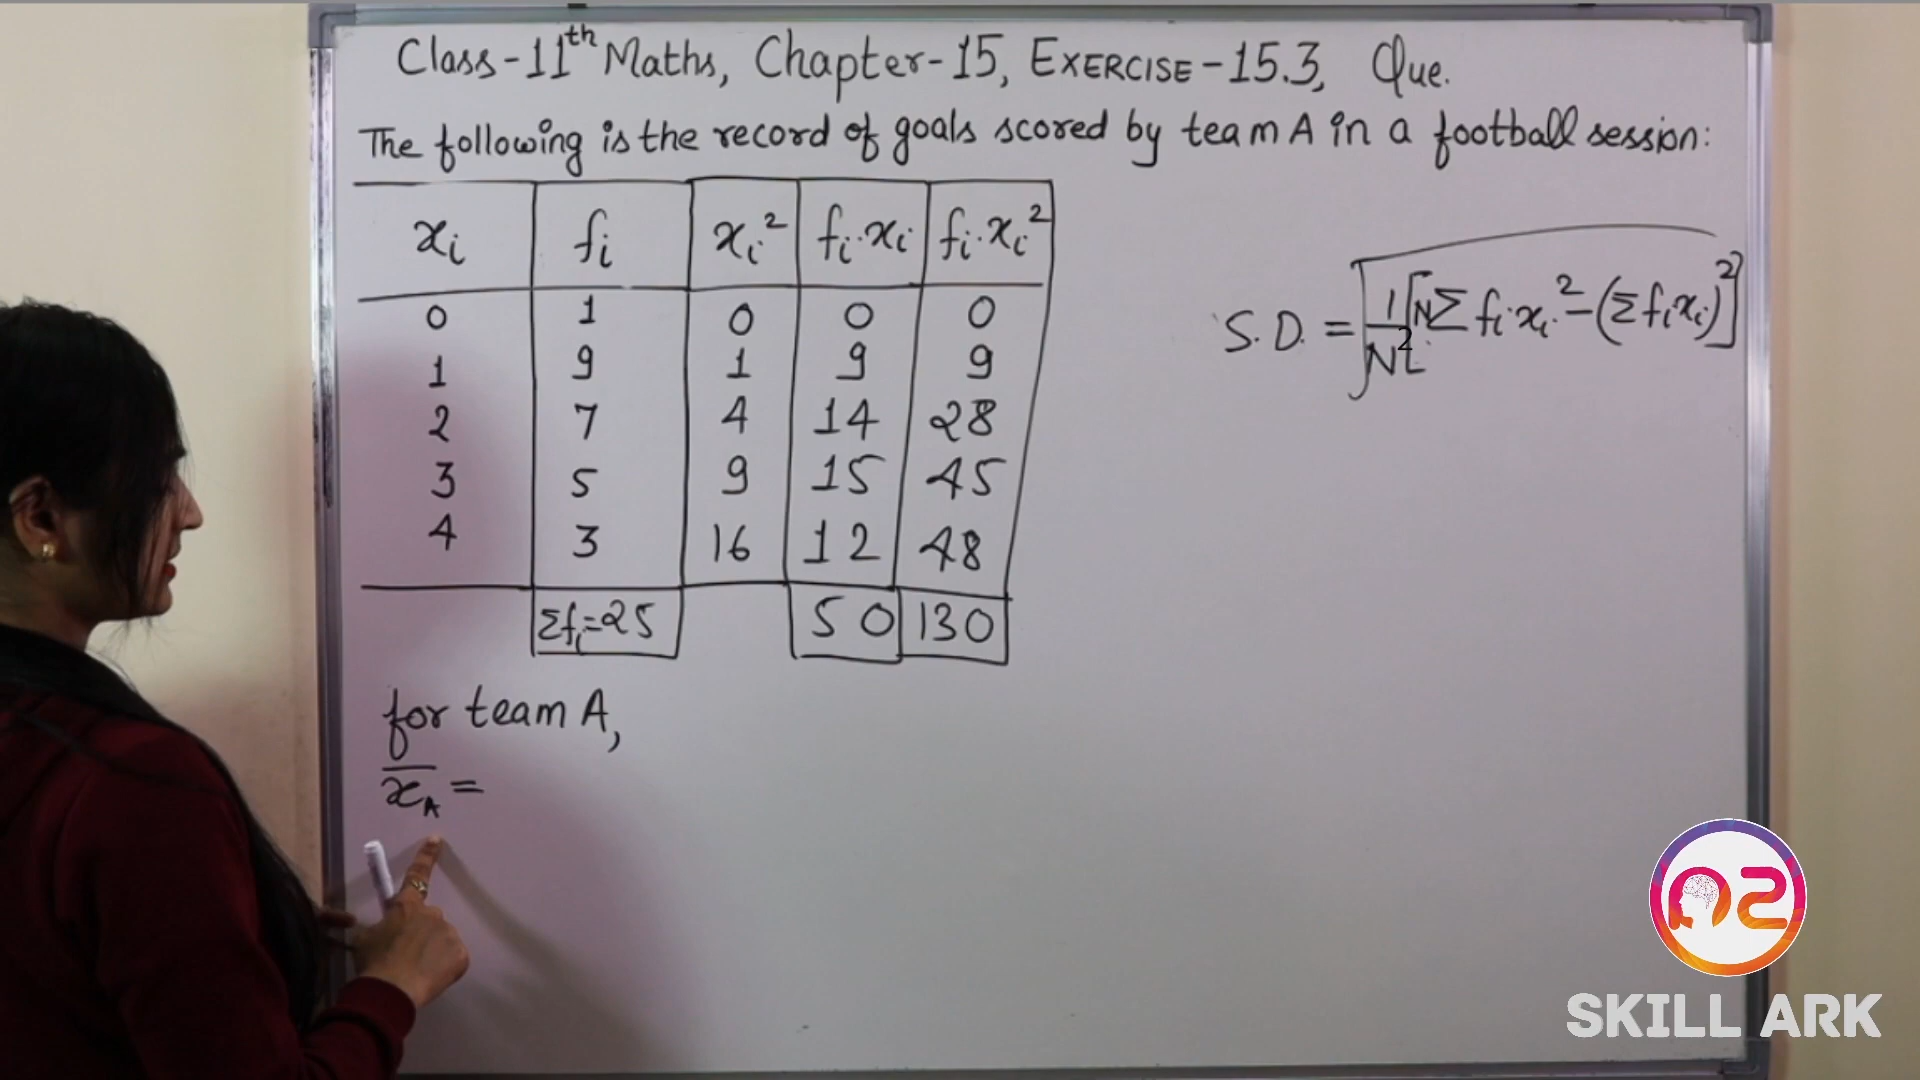 Class-11th Maths, Chapter-15, EXERCISE-15.3, Que.
The following is the record of goals scored by team A in a football session:
xi fi xi² fi·xi fi·xi²
0 1 0 0 0
1 9 1 9 9
2 7 4 14 28
3 5 9 15 45
4 3 16 12 48
Σfi=25 50 130
S.D. = √1/N² [NΣ fi·xi² - (Σfixi)²]
for team A,
x̄A =
SKILL ARK